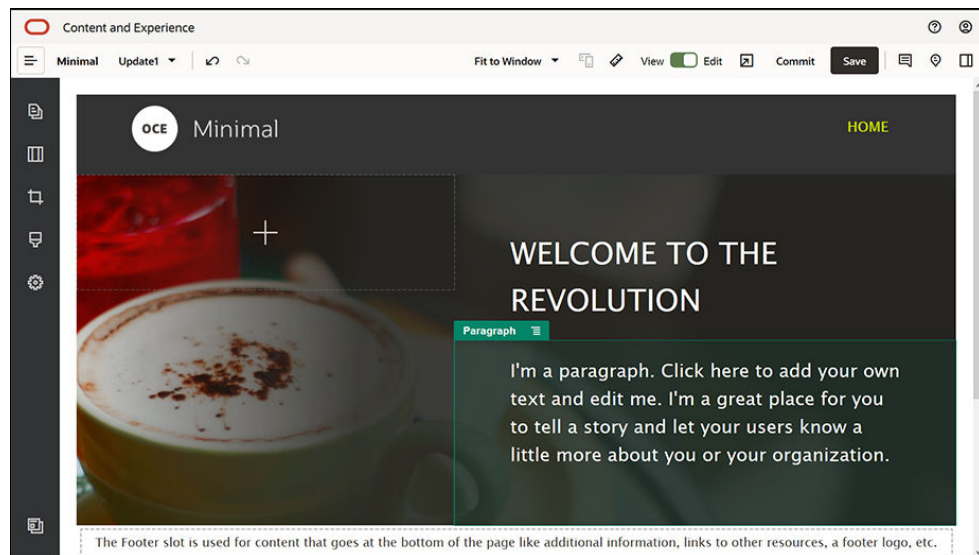 Content and Experience
Minimal Update1 Fit to Window View Edit Commit Save
OCE Minimal HOME
WELCOME TO THE
REVOLUTION
Paragraph
I'm a paragraph. Click here to add your own
text and edit me. I'm a great place for you
to tell a story and let your users know a
little more about you or your organization.
The Footer slot is used for content that goes at the bottom of the page like additional information, links to other resources, a footer logo, etc.